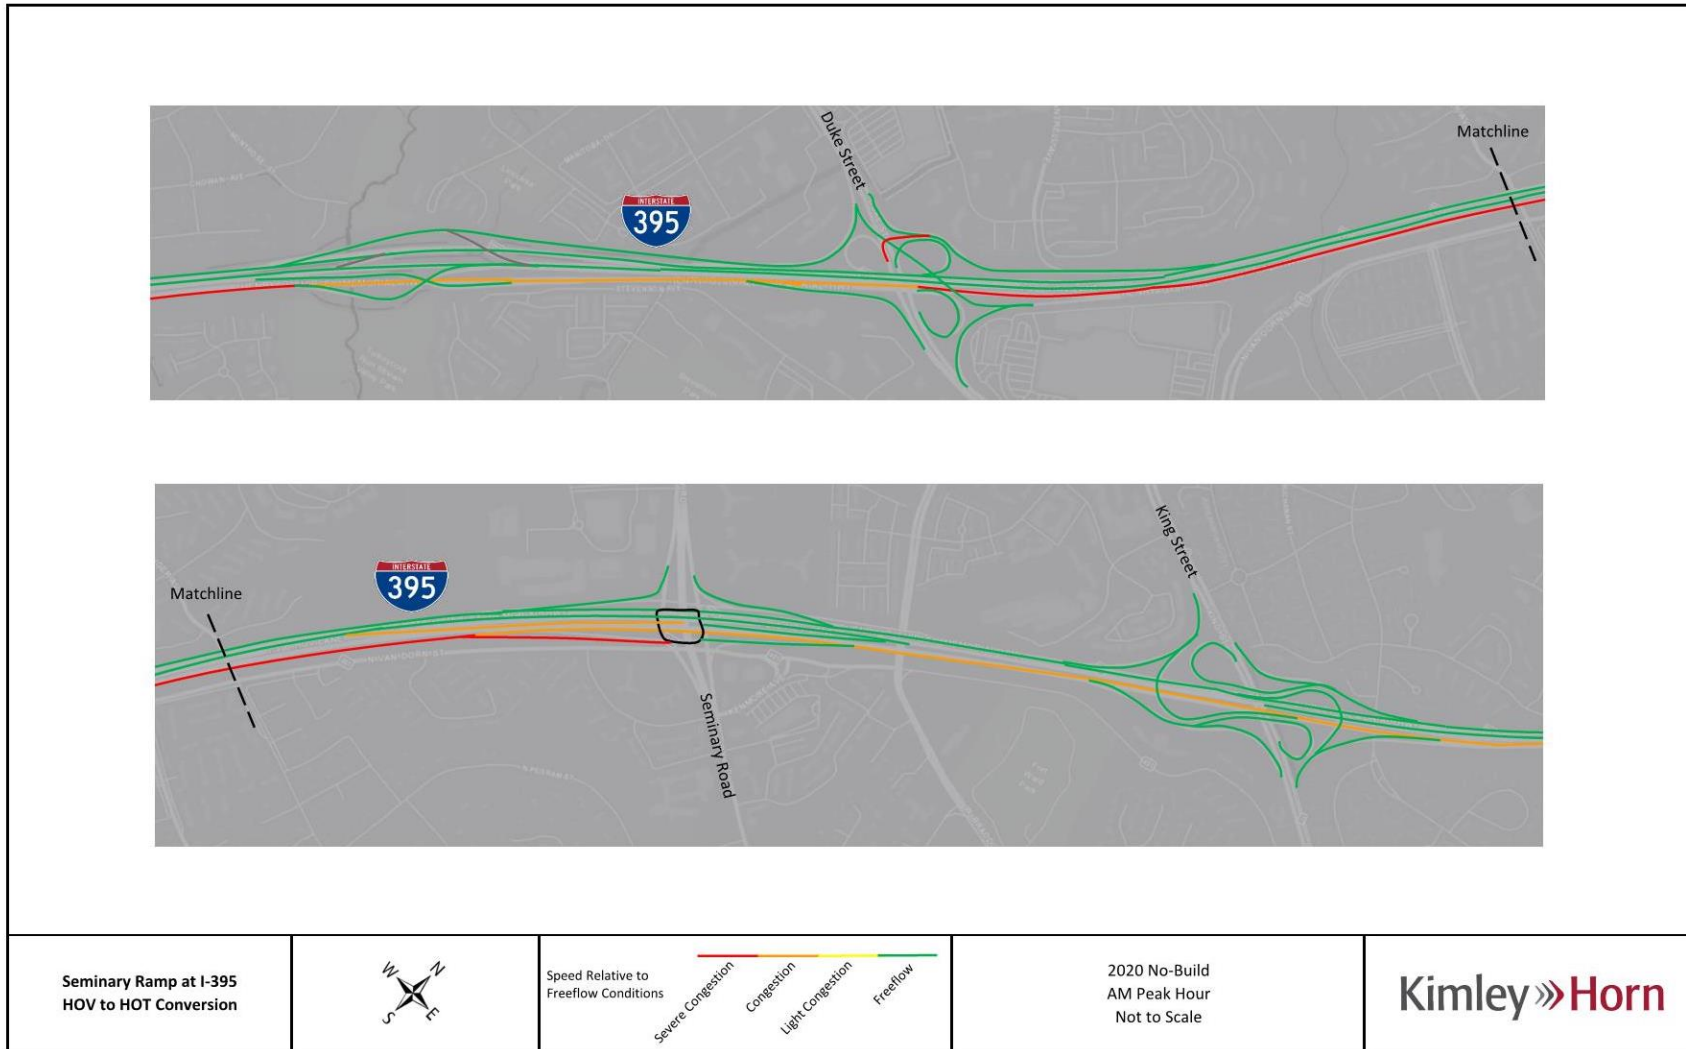 Duke Street
Matchline
INTERSTATE
395
Matchline
INTERSTATE
395
Seminary Road
King Street
Seminary Ramp at I-395
HOV to HOT Conversion
W N
S E
Speed Relative to
Freeflow Conditions
Severe Congestion
Congestion
Light Congestion
Freeflow
2020 No-Build
AM Peak Hour
Not to Scale
Kimley»Horn